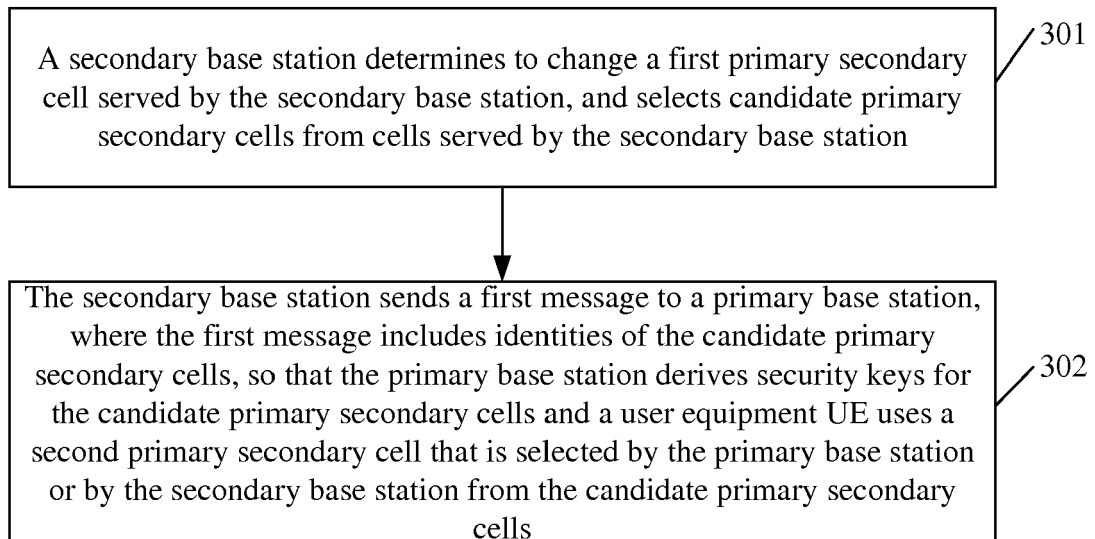 A secondary base station determines to change a first primary secondary
cell served by the secondary base station, and selects candidate primary
secondary cells from cells served by the secondary base station
301
The secondary base station sends a first message to a primary base station,
where the first message includes identities of the candidate primary
secondary cells, so that the primary base station derives security keys for
the candidate primary secondary cells and a user equipment UE uses a
second primary secondary cell that is selected by the primary base station
or by the secondary base station from the candidate primary secondary
cells
302